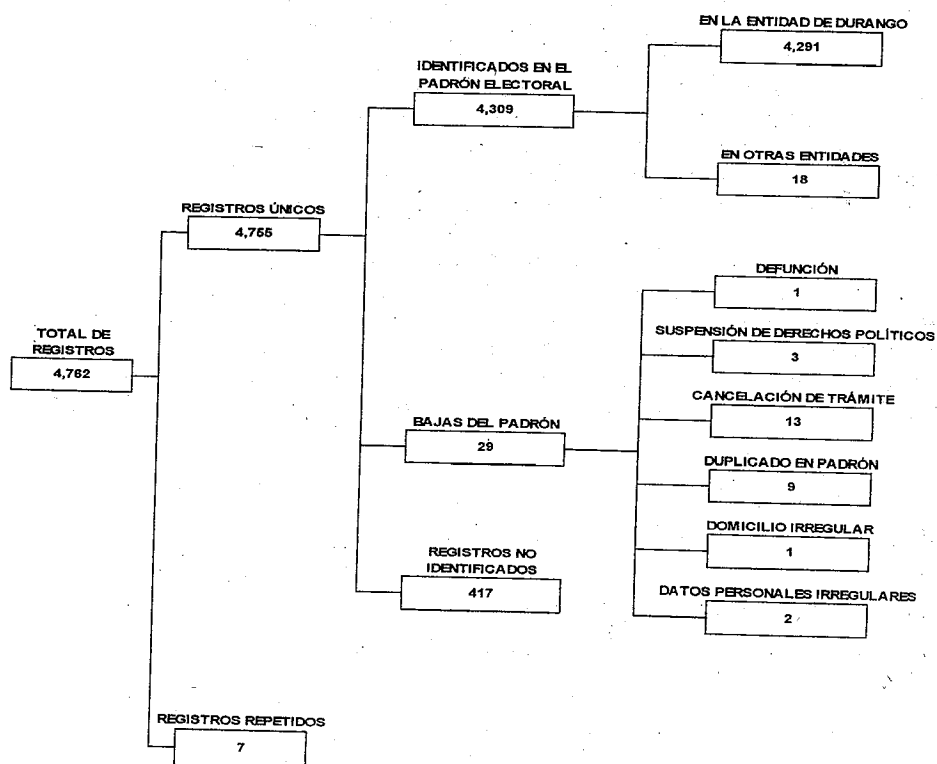 EN LA ENTIDAD DE DURANGO
4,291
IDENTIFICADOS EN EL
PADRÓN ELECTORAL
4,309
EN OTRAS ENTIDADES
18
REGISTROS ÚNICOS
4,755
DEFUNCIÓN
1
TOTAL DE
REGISTROS
4,762
SUSPENSIÓN DE DERECHOS POLÍTICOS
3
CANCELACIÓN DE TRÁMITE
13
BAJAS DEL PADRÓN
29
DUPLICADO EN PADRÓN
9
DOMICILIO IRREGULAR
1
REGISTROS NO
IDENTIFICADOS
417
DATOS PERSONALES IRREGULARES
2
REGISTROS REPETIDOS
7